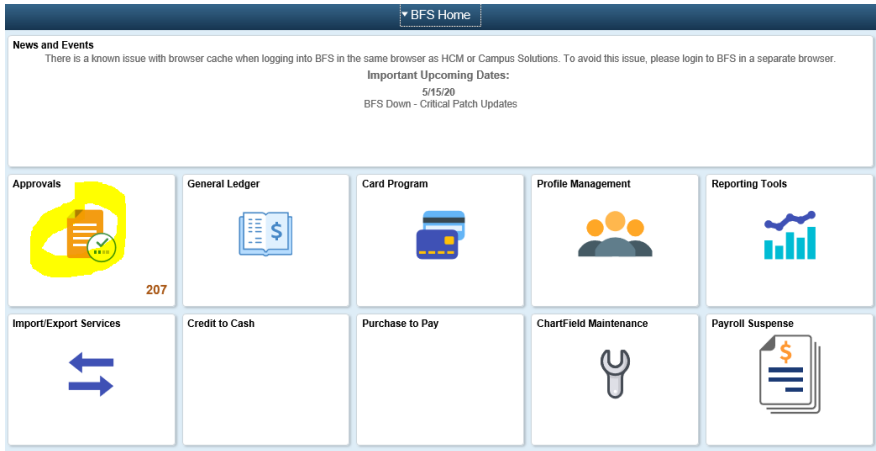 BFS Home
News and Events
There is a known issue with browser cache when logging into BFS in the same browser as HCM or Campus Solutions. To avoid this issue, please login to BFS in a separate browser.
Important Upcoming Dates:
5/15/20
BFS Down - Critical Patch Updates
Approvals
General Ledger
Card Program
Profile Management
Reporting Tools
$
207
Import/Export Services
Credit to Cash
Purchase to Pay
ChartField Maintenance
Payroll Suspense
$